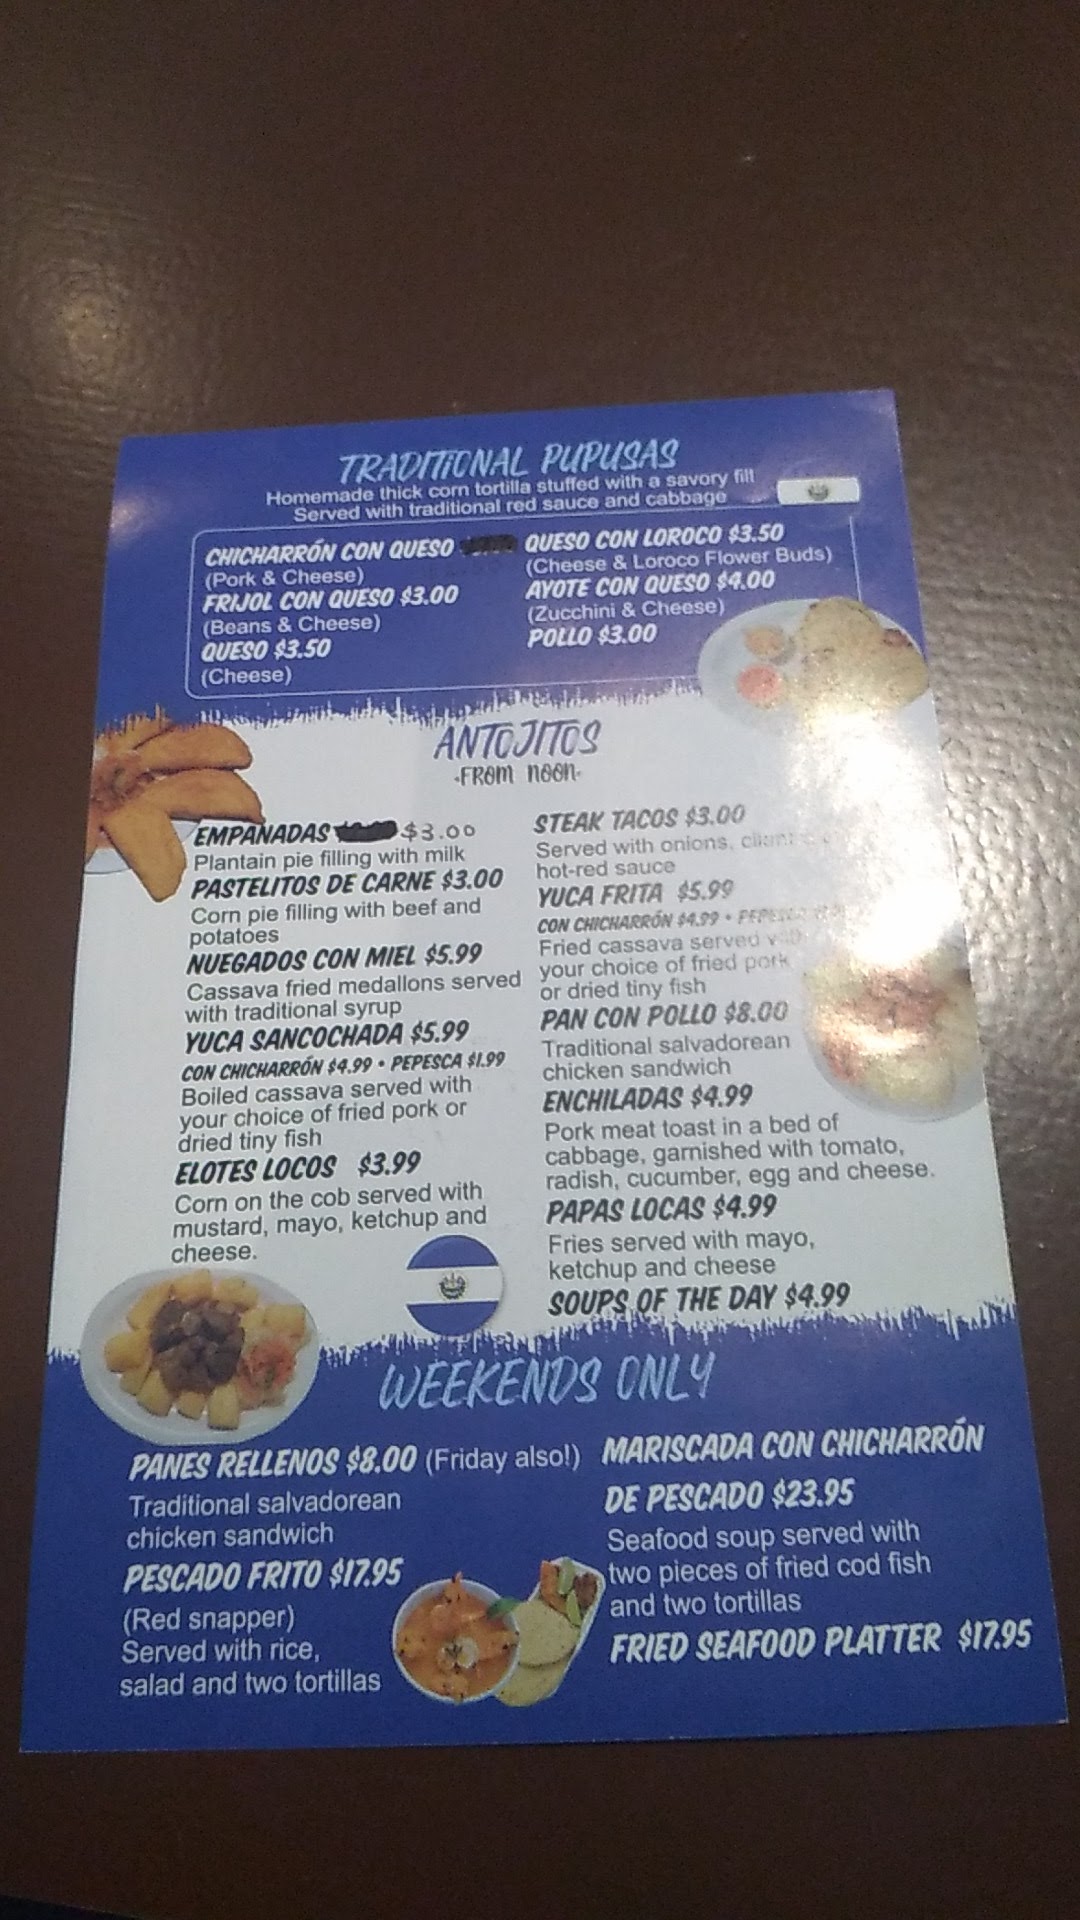 TRADITIONAL PUPUSAS
Homemade thick corn tortilla stuffed with a savory fill
Served with traditional red sauce and cabbage
CHICHARRÓN CON QUESO
(Pork & Cheese)
FRIJOL CON QUESO $3.00
(Beans & Cheese)
QUESO $3.50
(Cheese)
QUESO CON LOROCO $3.50
(Cheese & Loroco Flower Buds)
AYOTE CON QUESO $4.00
(Zucchini & Cheese)
POLLO $3.00
ANTOJITOS
-FROM NOON-
EMPANADAS $3.00
Plantain pie filling with milk
PASTELITOS DE CARNE $3.00
Corn pie filling with beef and
potatoes
NUEGADOS CON MIEL $5.99
Cassava fried medallons served
with traditional syrup
YUCA SANCOCHADA $5.99
CON CHICHARRÓN $4.99 • PEPESCA $1.99
Boiled cassava served with
your choice of fried pork or
dried tiny fish
ELOTES LOCOS $3.99
Corn on the cob served with
mustard, mayo, ketchup and
cheese.
STEAK TACOS $3.00
Served with onions,
hot-red sauce
YUCA FRITA $5.99
CON CHICHARRÓN $4.99 • PEPESCA
Fried cassava served with
your choice of fried pork
or dried tiny fish
PAN CON POLLO $8.00
Traditional salvadorean
chicken sandwich
ENCHILADAS $4.99
Pork meat toast in a bed of
cabbage, garnished with tomato,
radish, cucumber, egg and cheese.
PAPAS LOCAS $4.99
Fries served with mayo,
ketchup and cheese
SOUPS OF THE DAY $4.99
WEEKENDS ONLY
PANES RELLENOS $8.00 (Friday also!)
Traditional salvadorean
chicken sandwich
PESCADO FRITO $17.95
(Red snapper)
Served with rice,
salad and two tortillas
MARISCADA CON CHICHARRÓN
DE PESCADO $23.95
Seafood soup served with
two pieces of fried cod fish
and two tortillas
FRIED SEAFOOD PLATTER $17.95